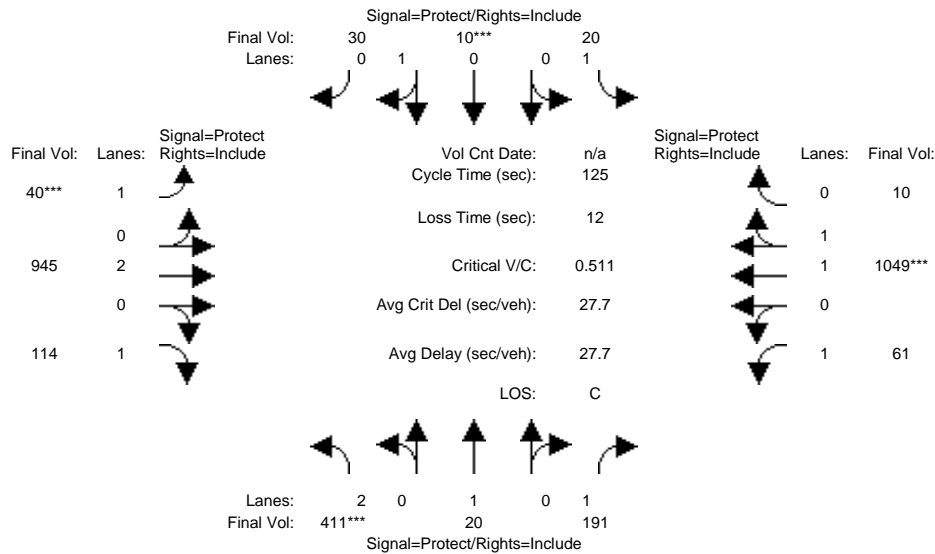 Signal=Protect/Rights=Include
Final Vol: 30 10*** 20
Lanes: 0 1 0 0 1
Signal=Protect Signal=Protect
Final Vol: Lanes: Rights=Include Vol Cnt Date: n/a Rights=Include Lanes: Final Vol:
Cycle Time (sec): 125
40*** 1 0 10
Loss Time (sec): 12
0 1
945 2 Critical V/C: 0.511 1 1049***
0 Avg Crit Del (sec/veh): 27.7 0
114 1 Avg Delay (sec/veh): 27.7 1 61
LOS: C
Lanes: 2 0 1 0 1
Final Vol: 411*** 20 191
Signal=Protect/Rights=Include